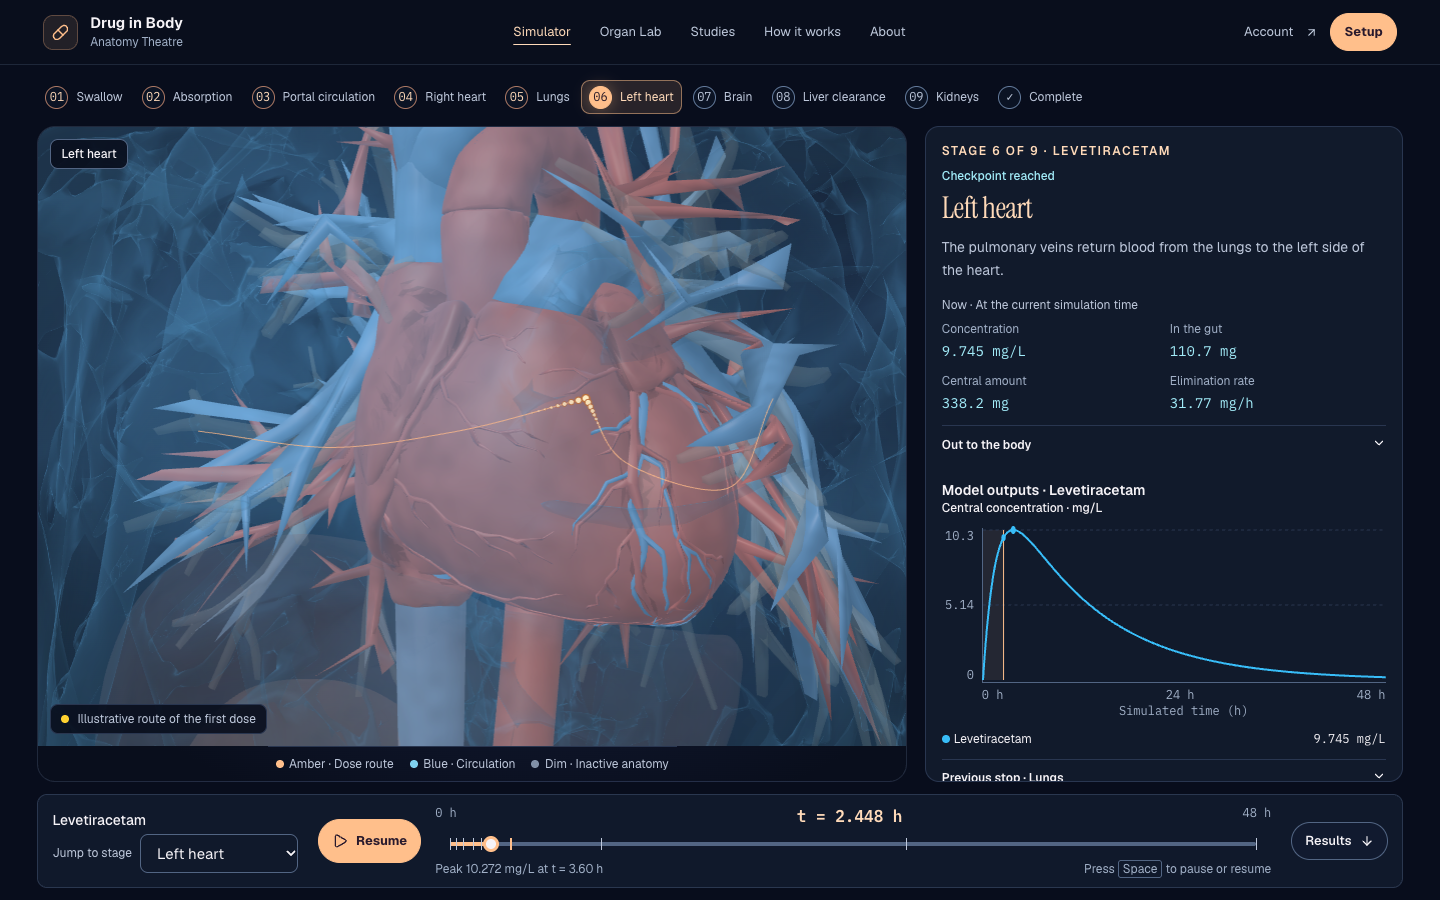 Drug in Body
Anatomy Theatre
Simulator
Organ Lab
Studies
How it works
About
Account
Setup
01 Swallow
02 Absorption
03 Portal circulation
04 Right heart
05 Lungs
06 Left heart
07 Brain
08 Liver clearance
09 Kidneys
✓ Complete
Left heart
Illustrative route of the first dose
Amber · Dose route
Blue · Circulation
Dim · Inactive anatomy
STAGE 6 OF 9 · LEVETIRACETAM
Checkpoint reached
Left heart
The pulmonary veins return blood from the lungs to the left side of
the heart.
Now · At the current simulation time
Concentration
9.745 mg/L
In the gut
110.7 mg
Central amount
338.2 mg
Elimination rate
31.77 mg/h
Out to the body
Model outputs · Levetiracetam
Central concentration · mg/L
10.3
5.14
0
0 h
24 h
48 h
Simulated time (h)
Levetiracetam
9.745 mg/L
Previous stop · Lungs
Levetiracetam
Jump to stage
Left heart
Resume
0 h
t = 2.448 h
48 h
Peak 10.272 mg/L at t = 3.60 h
Press Space to pause or resume
Results ↓